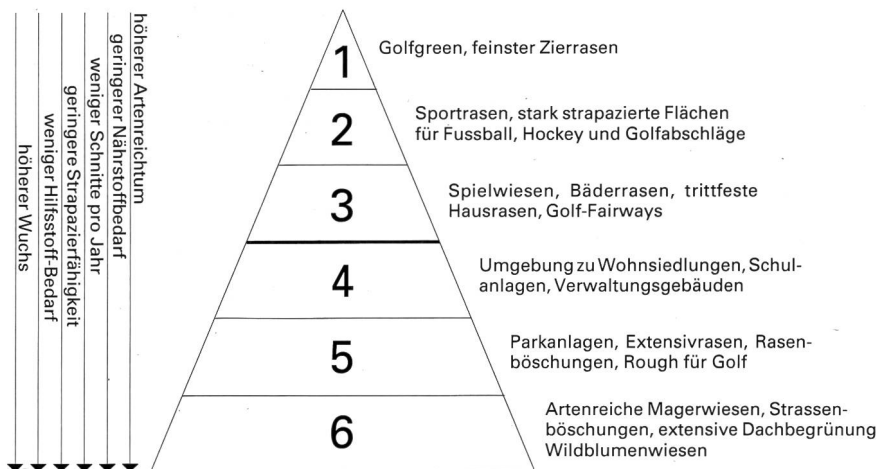 höherer Artenreichtum
geringerer Nährstoffbedarf
weniger Schnitte pro Jahr
geringere Strapazierfähigkeit
weniger Hilfsstoff-Bedarf
höherer Wuchs
1
Golfgreen, feinster Zierrasen
2
Sportrasen, stark strapazierte Flächen
für Fussball, Hockey und Golfabschläge
3
Spielwiesen, Bäderrasen, trittfeste
Hausrasen, Golf-Fairways
4
Umgebung zu Wohnsiedlungen, Schul-
anlagen, Verwaltungsgebäuden
5
Parkanlagen, Extensivrasen, Rasen-
böschungen, Rough für Golf
6
Artenreiche Magerwiesen, Strassen-
böschungen, extensive Dachbegrünung
Wildblumenwiesen